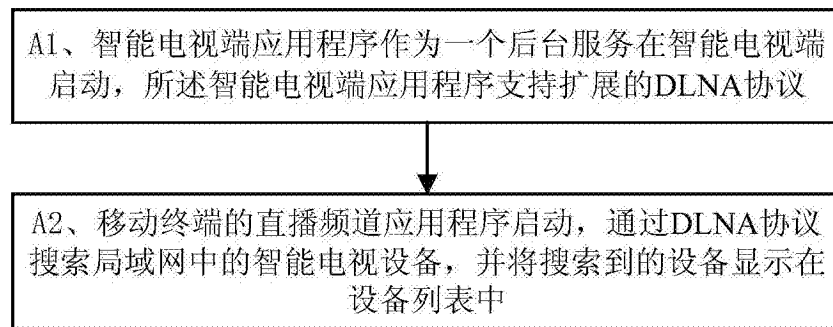 A1、智能电视端应用程序作为一个后台服务在智能电视端
启动，所述智能电视端应用程序支持扩展的DLNA协议
A2、移动终端的直播频道应用程序启动，通过DLNA协议
搜索局域网中的智能电视设备，并将搜索到的设备显示在
设备列表中